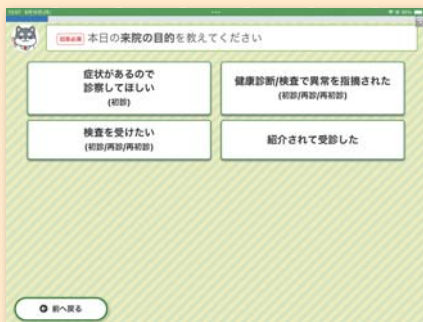 本日の来院の目的を教えてください
症状があるので
診察してほしい
(初診)
健康診断/検査で異常を指摘された
(初診/再診/再初診)
検査を受けたい
(初診/再診/再初診)
紹介されて受診した
前へ戻る